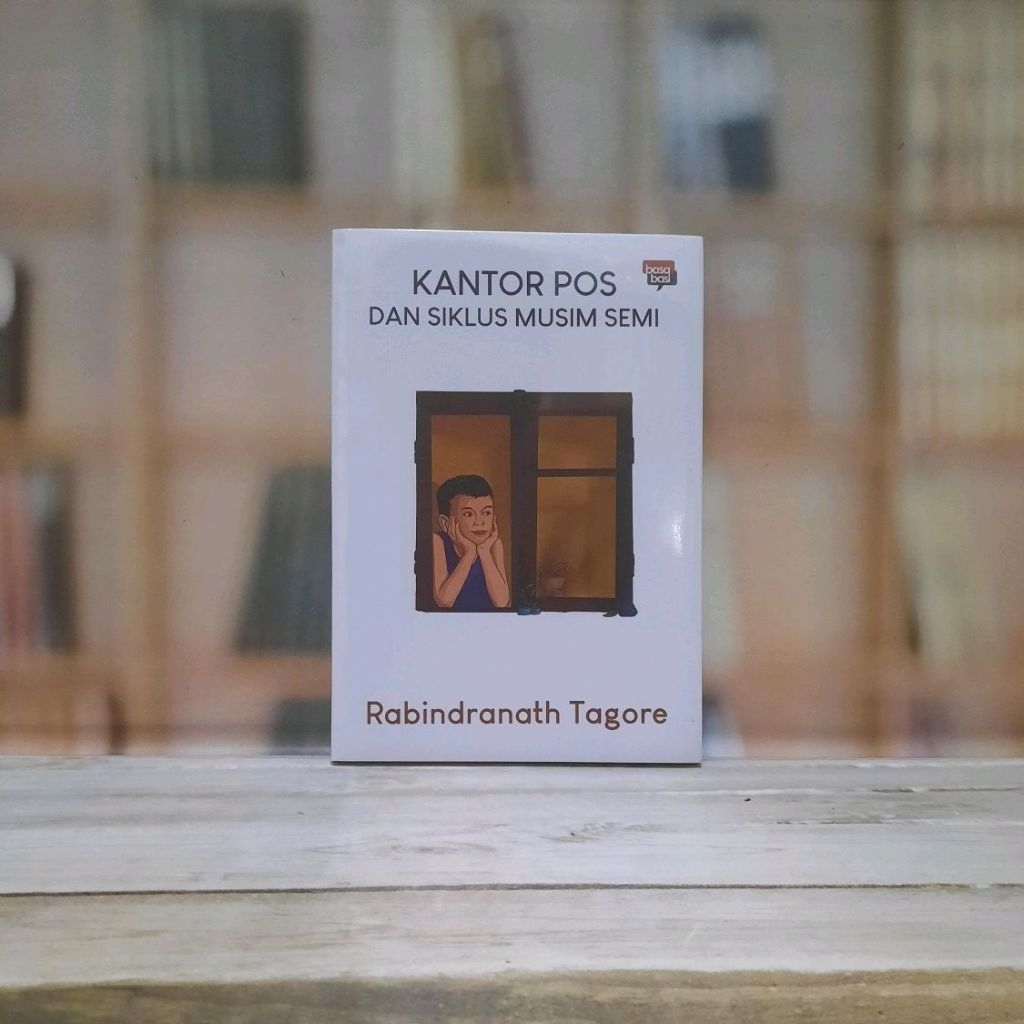 KANTOR POS
basa
basi
DAN SIKLUS MUSIM SEMI
Rabindranath Tagore